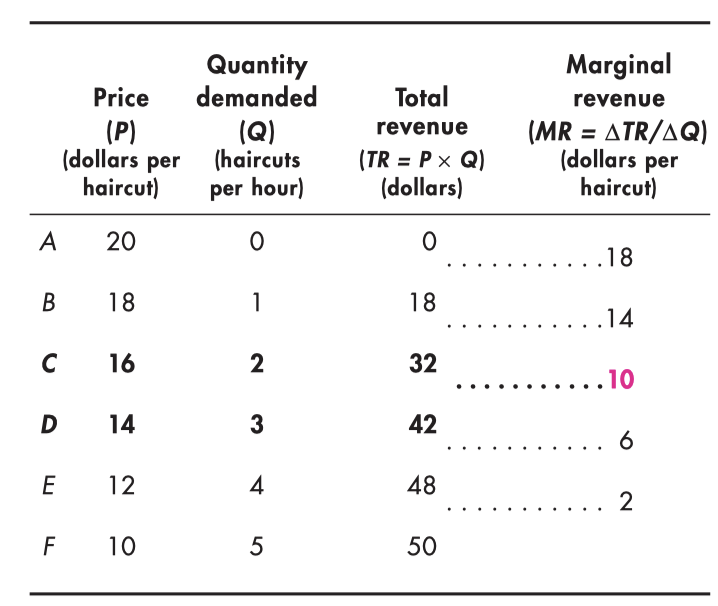 Price (P) (dollars per haircut)
Quantity demanded (Q) (haircuts per hour)
Total revenue (TR = P × Q) (dollars)
Marginal revenue (MR = ΔTR/ΔQ) (dollars per haircut)
A 20 0 0
. . . . . . . . . . . 18
B 18 1 18
. . . . . . . . . . . 14
C 16 2 32
. . . . . . . . . . . 10
D 14 3 42
. . . . . . . . . . . 6
E 12 4 48
. . . . . . . . . . . 2
F 10 5 50